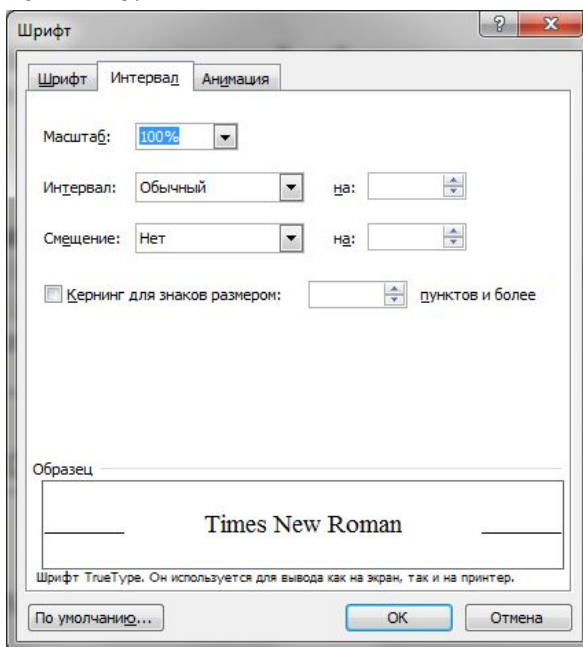 Шрифт
Шрифт Интервал Анимация
Масштаб: 100%
Интервал: Обычный на:
Смещение: Нет на:
Кернинг для знаков размером: пунктов и более
Образец
Times New Roman
Шрифт TrueType. Он используется для вывода как на экран, так и на принтер.
По умолчанию... ОК Отмена